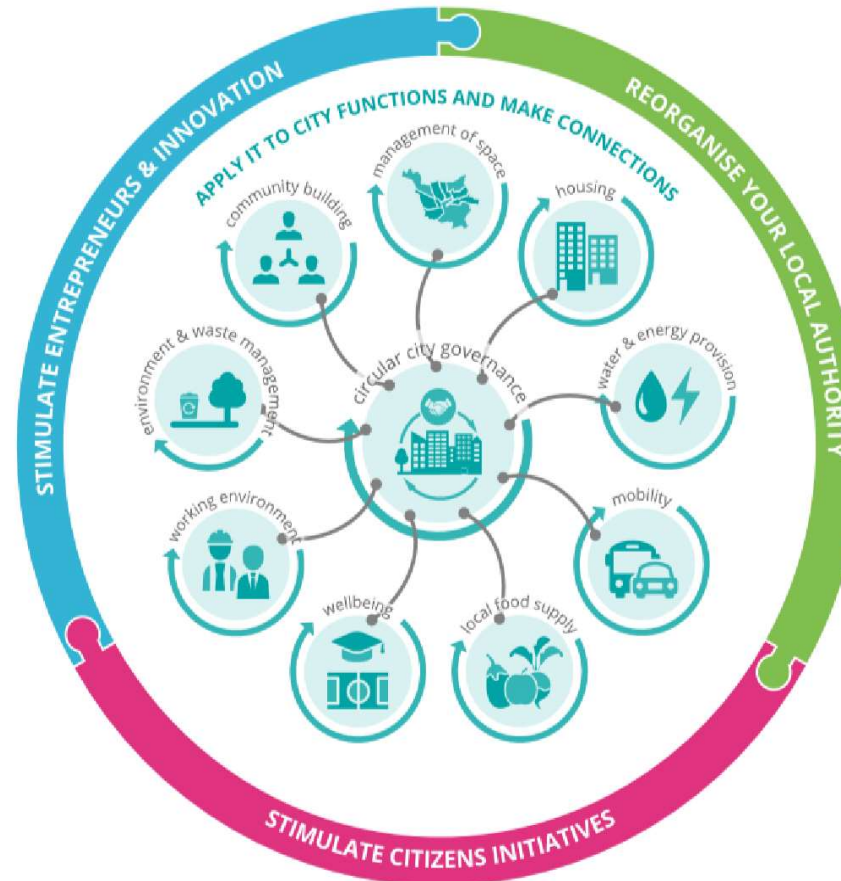 STIMULATE ENTREPRENEURS & INNOVATION
REORGANISE YOUR LOCAL AUTHORITY
APPLY IT TO CITY FUNCTIONS AND MAKE CONNECTIONS
management of space
community building
housing
environment & waste management
circular city governance
water & energy provision
working environment
mobility
wellbeing
local food supply
STIMULATE CITIZENS INITIATIVES